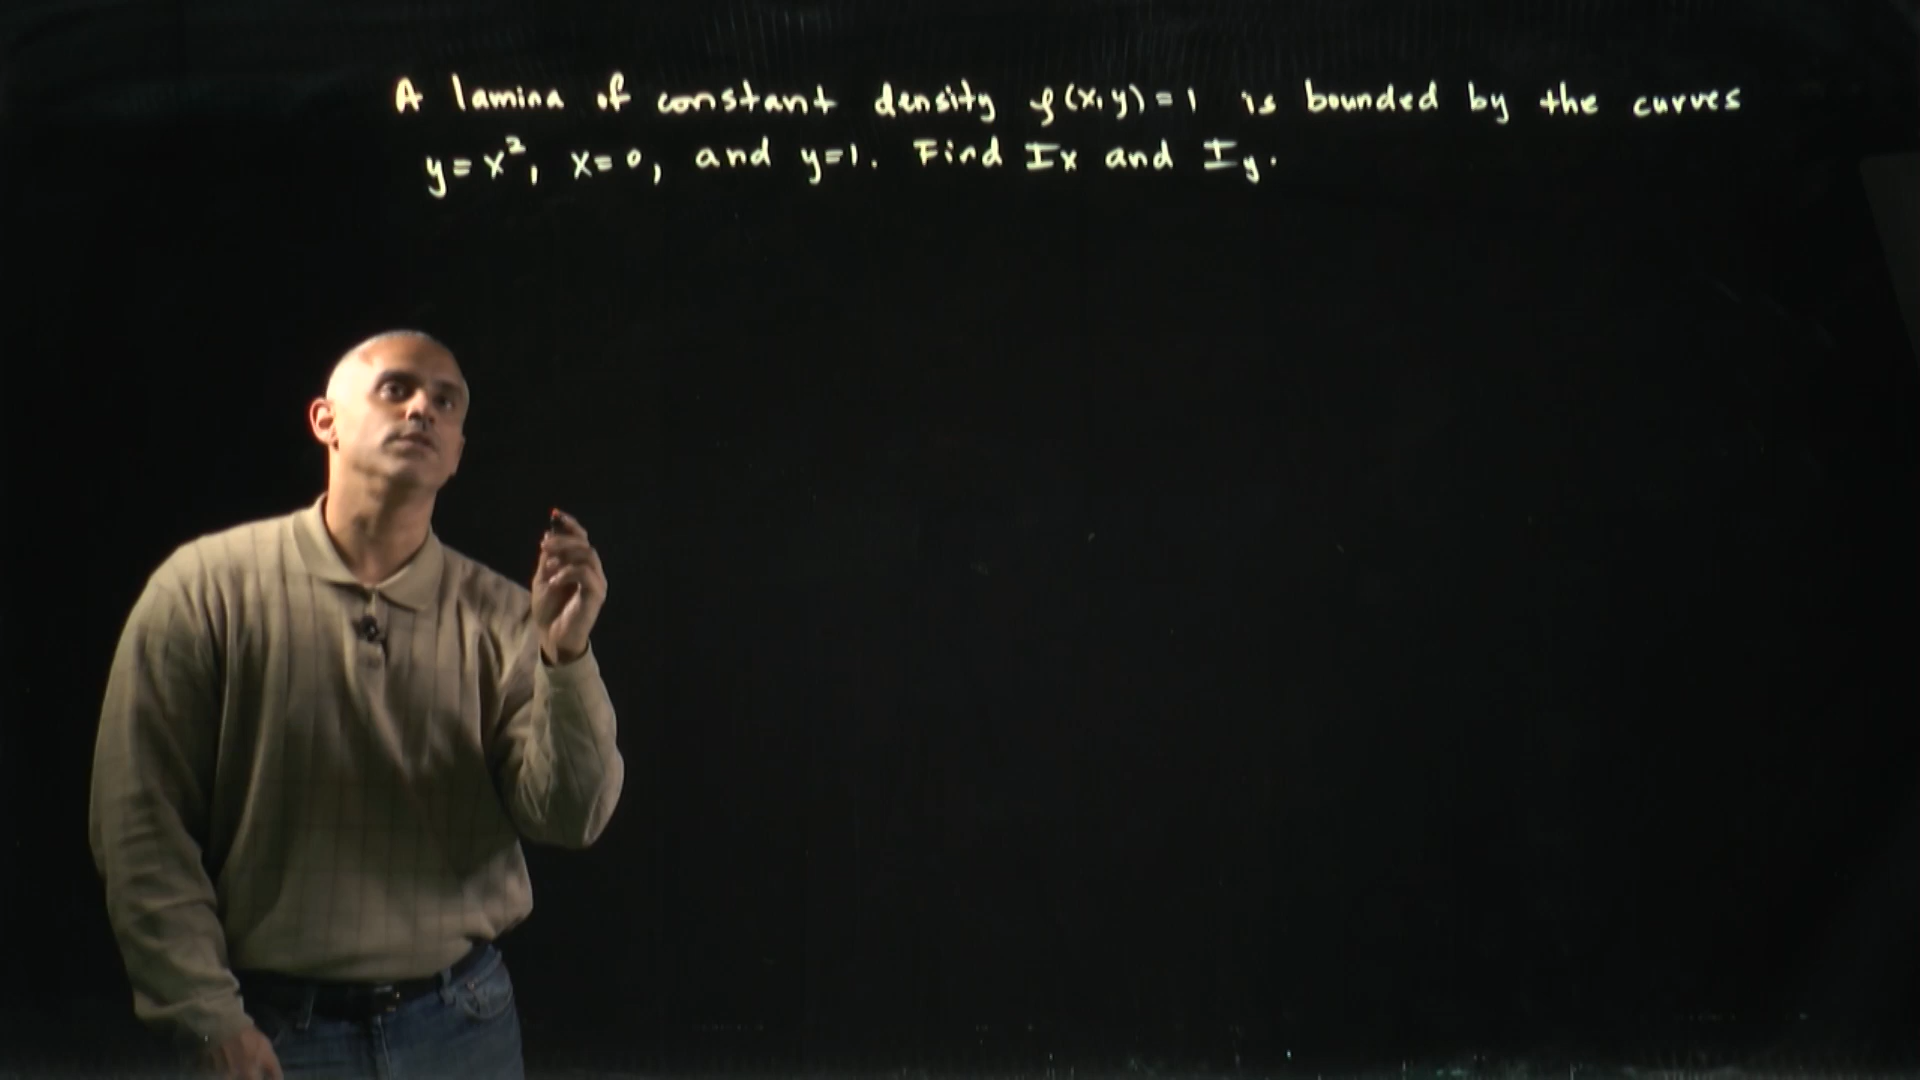 A lamina of constant density ρ(x,y) = 1 is bounded by the curves
y = x², x = 0, and y = 1. Find Ix and Iy.